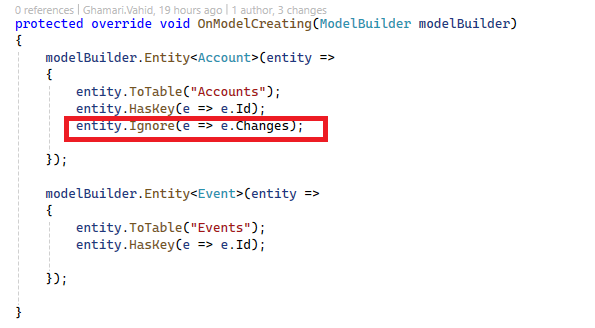 0 references | Ghamari.Vahid, 19 hours ago | 1 author, 3 changes
protected override void OnModelCreating(ModelBuilder modelBuilder)
{
modelBuilder.Entity<Account>(entity =>
{
entity.ToTable("Accounts");
entity.HasKey(e => e.Id);
entity.Ignore(e => e.Changes);
});
modelBuilder.Entity<Event>(entity =>
{
entity.ToTable("Events");
entity.HasKey(e => e.Id);
});
}